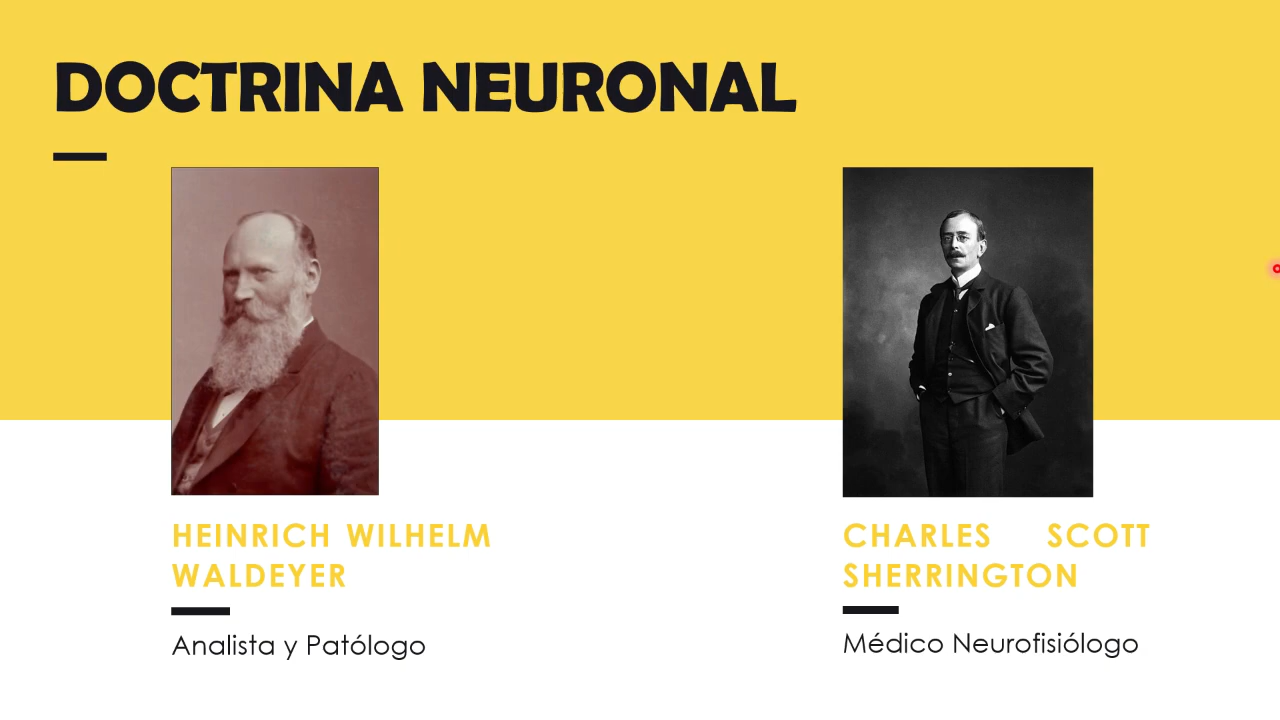 DOCTRINA NEURONAL
HEINRICH WILHELM
WALDEYER
Analista y Patólogo
CHARLES SCOTT
SHERRINGTON
Médico Neurofisiólogo